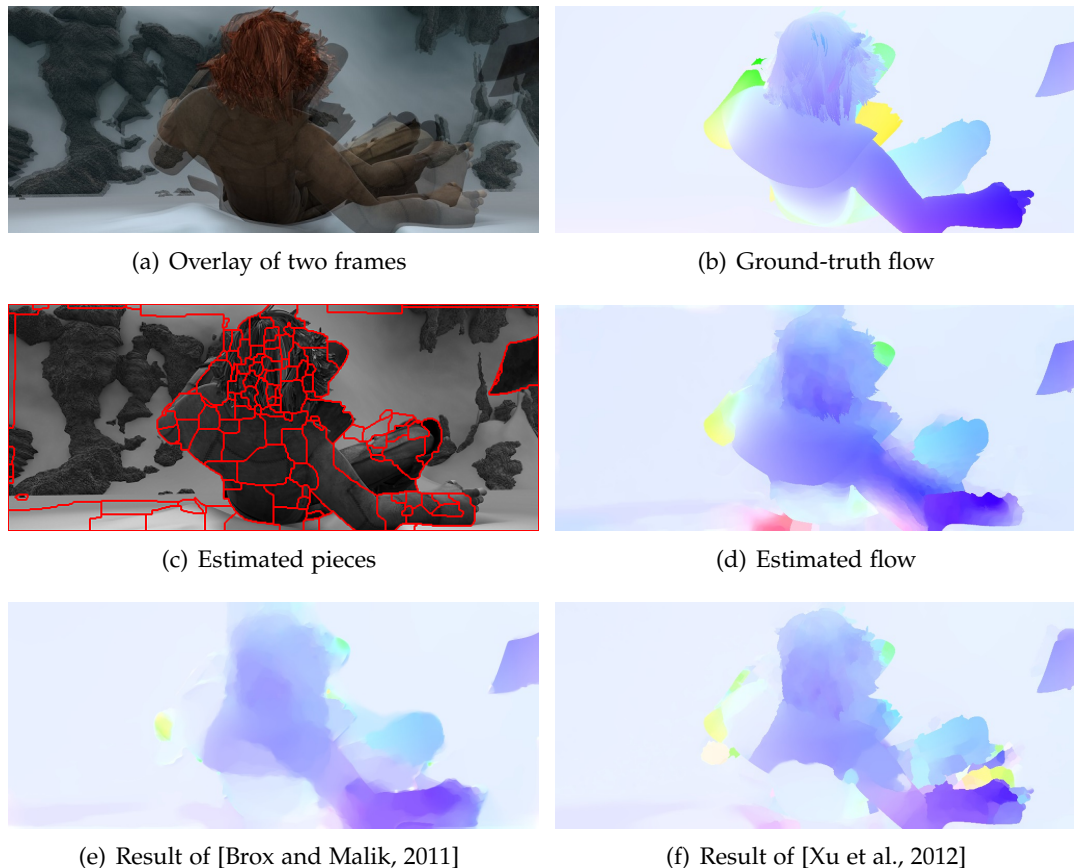 (a) Overlay of two frames
(b) Ground-truth flow
(c) Estimated pieces
(d) Estimated flow
(e) Result of [Brox and Malik, 2011]
(f) Result of [Xu et al., 2012]